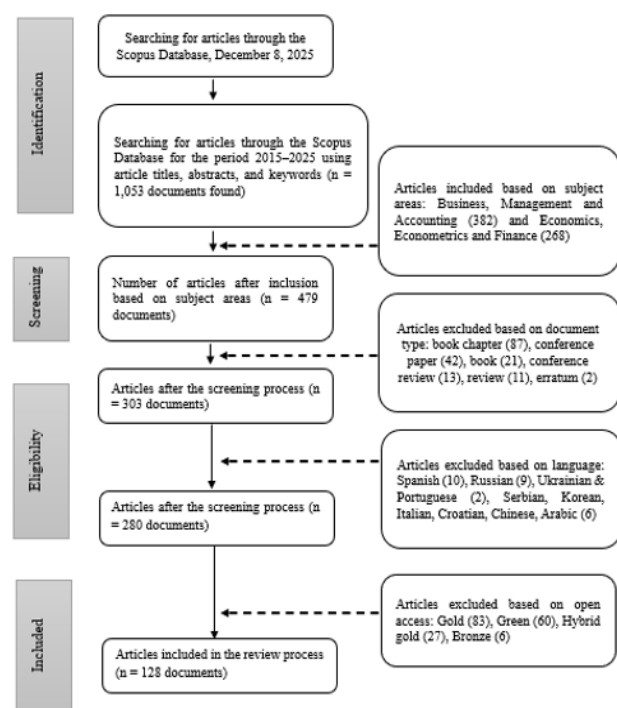 Identification
Searching for articles through the
Scopus Database, December 8, 2025
Searching for articles through the Scopus
Database for the period 2015–2025 using
article titles, abstracts, and keywords (n =
1,053 documents found)
Articles included based on subject
areas: Business, Management and
Accounting (382) and Economics,
Econometrics and Finance (268)
Screening
Number of articles after inclusion
based on subject areas (n = 479
documents)
Articles excluded based on document
type: book chapter (87), conference
paper (42), book (21), conference
review (13), review (11), erratum (2)
Eligibility
Articles after the screening process (n
= 303 documents)
Articles excluded based on language:
Spanish (10), Russian (9), Ukrainian &
Portuguese (2), Serbian, Korean,
Italian, Croatian, Chinese, Arabic (6)
Articles after the screening process (n
= 280 documents)
Included
Articles excluded based on open
access: Gold (83), Green (60), Hybrid
gold (27), Bronze (6)
Articles included in the review process
(n = 128 documents)